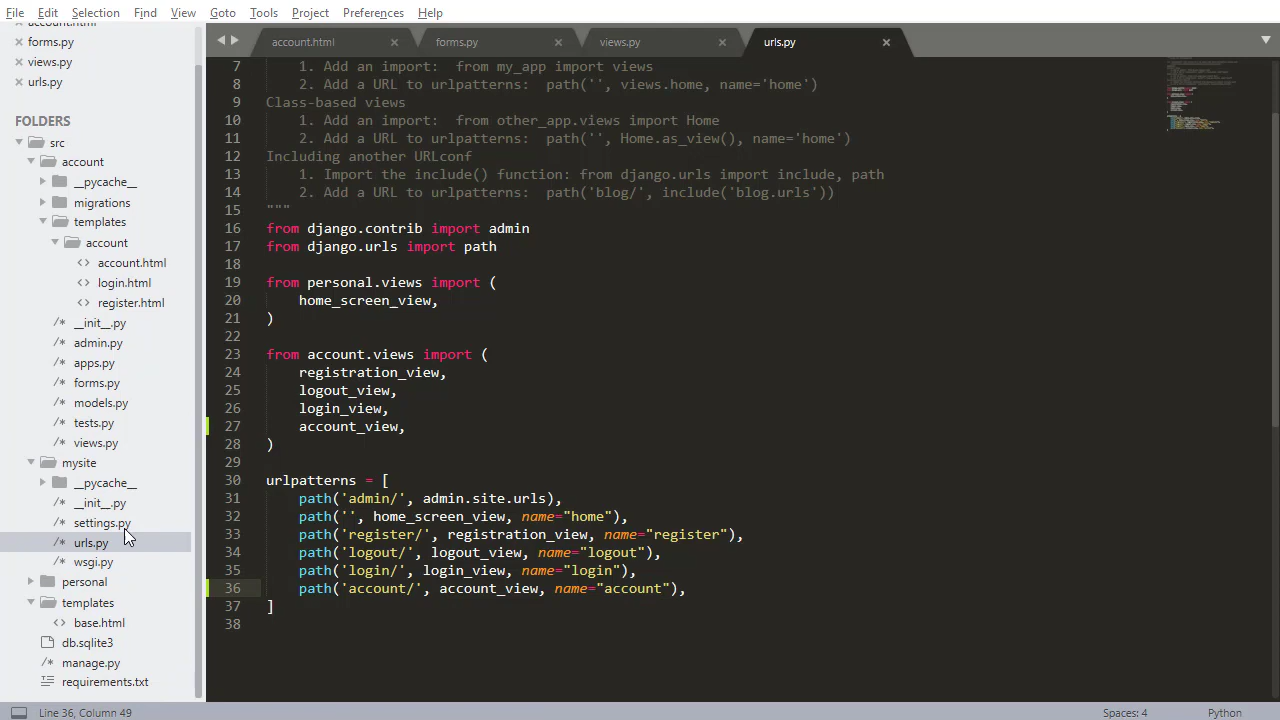 File Edit Selection Find View Goto Tools Project Preferences Help
account.html
forms.py
views.py
urls.py
FOLDERS
src
account
__pycache__
migrations
templates
account
account.html
login.html
register.html
__init__.py
admin.py
apps.py
forms.py
models.py
tests.py
views.py
mysite
__pycache__
__init__.py
settings.py
urls.py
wsgi.py
personal
templates
base.html
db.sqlite3
manage.py
requirements.txt
account.html forms.py views.py urls.py
7 1. Add an import:  from my_app import views
8 2. Add a URL to urlpatterns:  path('', views.home, name='home')
9 Class-based views
10 1. Add an import:  from other_app.views import Home
11 2. Add a URL to urlpatterns:  path('', Home.as_view(), name='home')
12 Including another URLconf
13 1. Import the include() function: from django.urls import include, path
14 2. Add a URL to urlpatterns:  path('blog/', include('blog.urls'))
15 """
16 from django.contrib import admin
17 from django.urls import path
18
19 from personal.views import (
20 home_screen_view,
21 )
22
23 from account.views import (
24 registration_view,
25 logout_view,
26 login_view,
27 account_view,
28 )
29
30 urlpatterns = [
31 path('admin/', admin.site.urls),
32 path('', home_screen_view, name="home"),
33 path('register/', registration_view, name="register"),
34 path('logout/', logout_view, name="logout"),
35 path('login/', login_view, name="login"),
36 path('account/', account_view, name="account"),
37 ]
38
Line 36, Column 49 Spaces: 4 Python